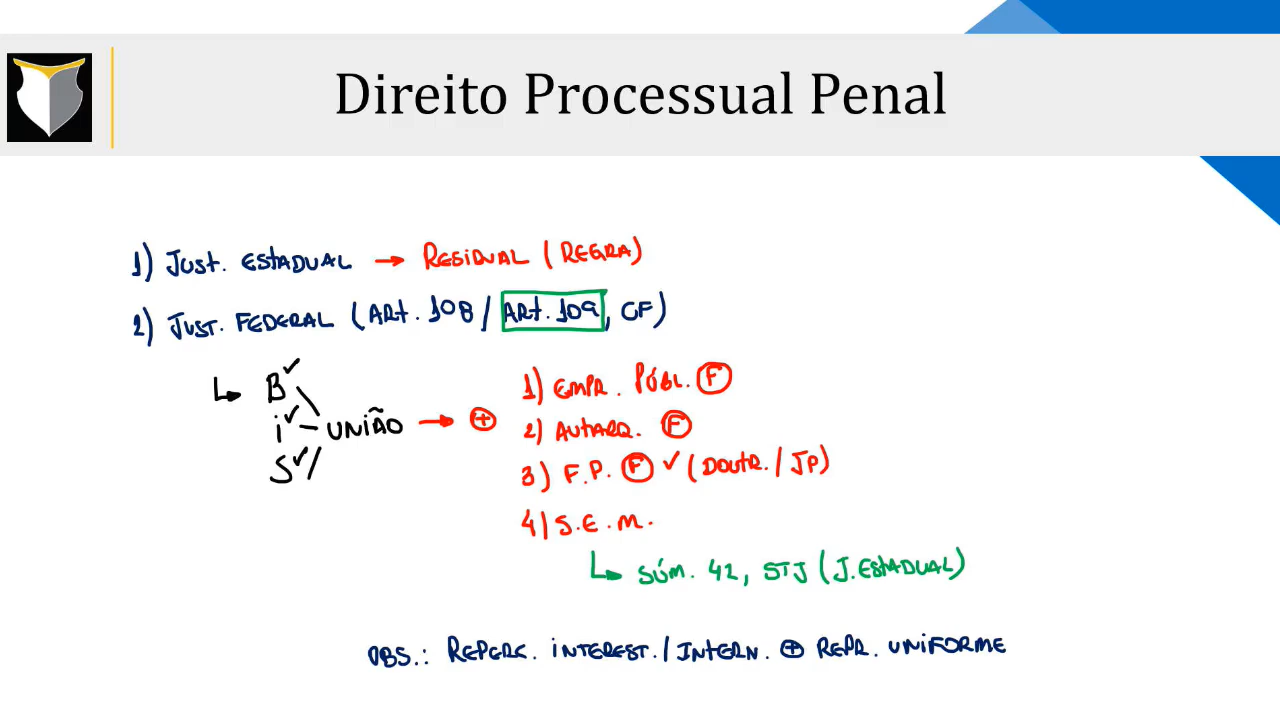 Direito Processual Penal
1) JUST. ESTADUAL → RESIDUAL (REGRA)
2) JUST. FEDERAL (ART. 108 / ART. 109, CF)
↳ B✓
i✓ – UNIÃO → ⊕
S✓
1) EMPR. PÚBL. F
2) AUTARQ. F
3) F.P. F ✓ (DOUTR. / JP)
4) S.E.M.
↳ SÚM. 42, STJ (J. ESTADUAL)
OBS.: REPERC. INTEREST. / INTERN. ⊕ REPR. UNIFORME